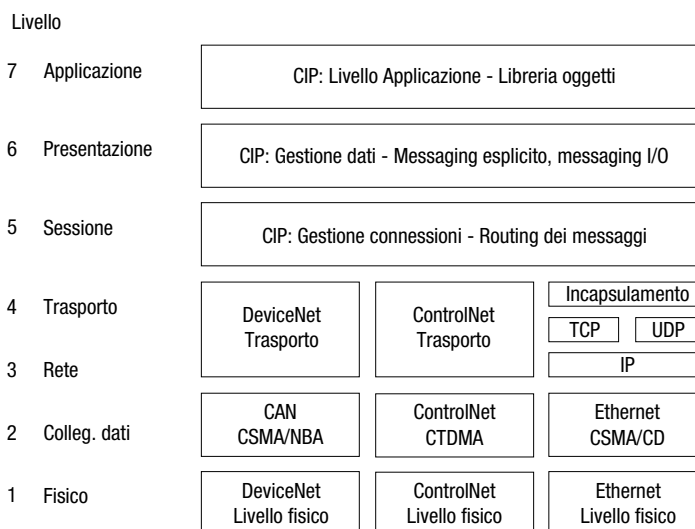 Livello
7 Applicazione
CIP: Livello Applicazione - Libreria oggetti
6 Presentazione
CIP: Gestione dati - Messaging esplicito, messaging I/O
5 Sessione
CIP: Gestione connessioni - Routing dei messaggi
4 Trasporto
3 Rete
DeviceNet
Trasporto
ControlNet
Trasporto
Incapsulamento
TCP
UDP
IP
2 Colleg. dati
CAN
CSMA/NBA
ControlNet
CTDMA
Ethernet
CSMA/CD
1 Fisico
DeviceNet
Livello fisico
ControlNet
Livello fisico
Ethernet
Livello fisico